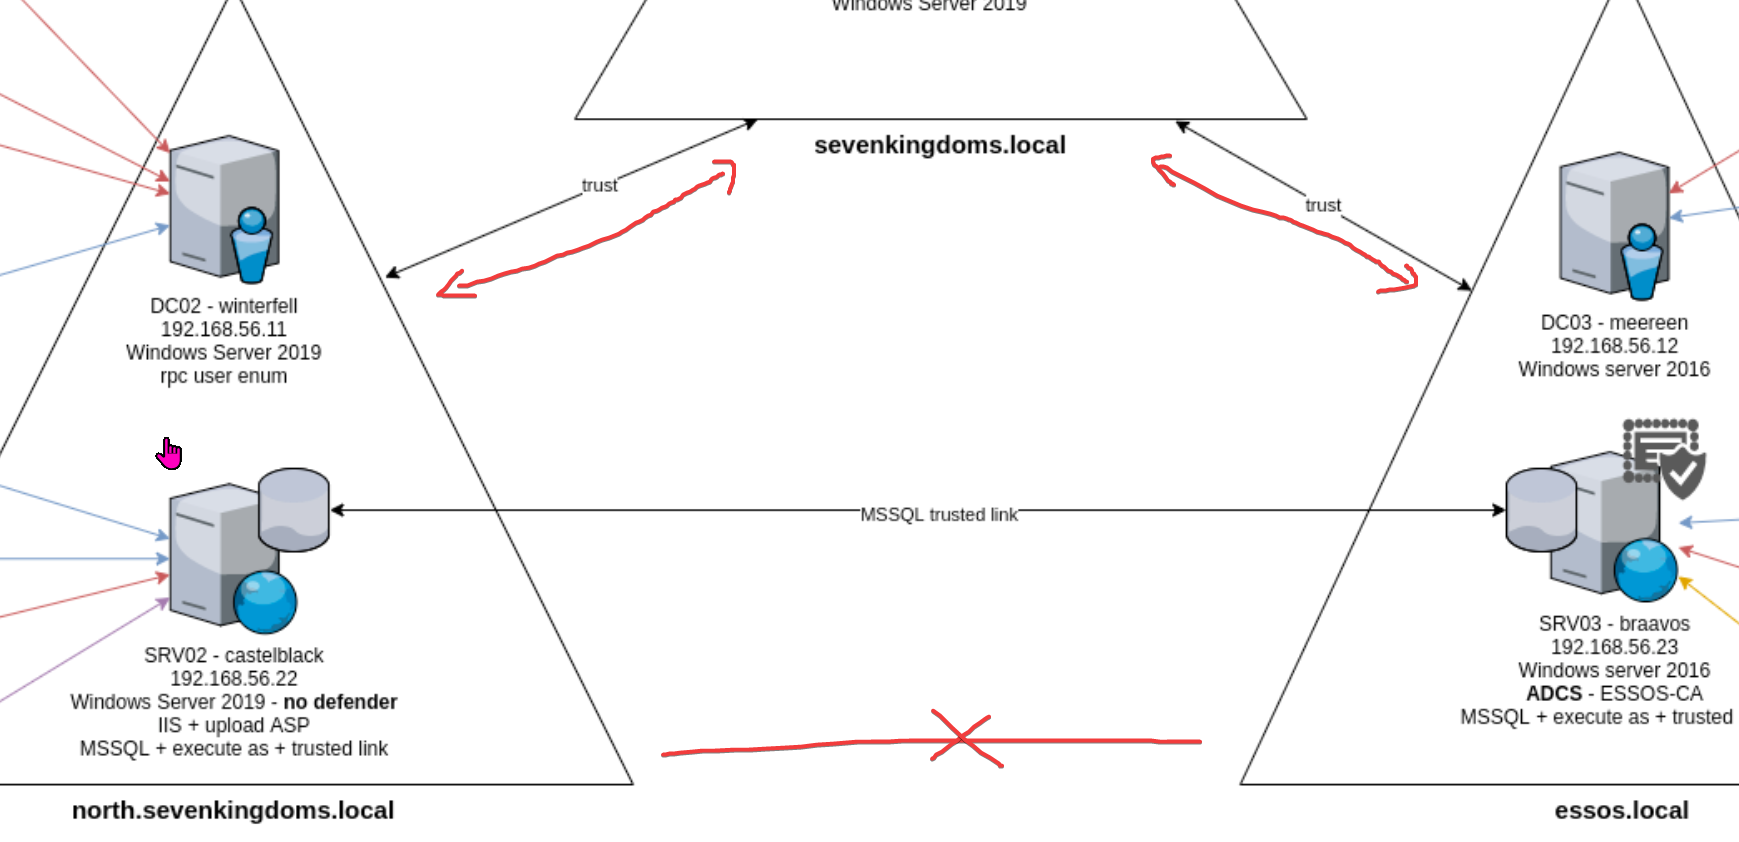 Windows Server 2019
sevenkingdoms.local
trust
trust
DC02 - winterfell
192.168.56.11
Windows Server 2019
rpc user enum
DC03 - meereen
192.168.56.12
Windows server 2016
MSSQL trusted link
SRV02 - castelblack
192.168.56.22
Windows Server 2019 - no defender
IIS + upload ASP
MSSQL + execute as + trusted link
SRV03 - braavos
192.168.56.23
Windows server 2016
ADCS - ESSOS-CA
MSSQL + execute as + trusted
north.sevenkingdoms.local
essos.local